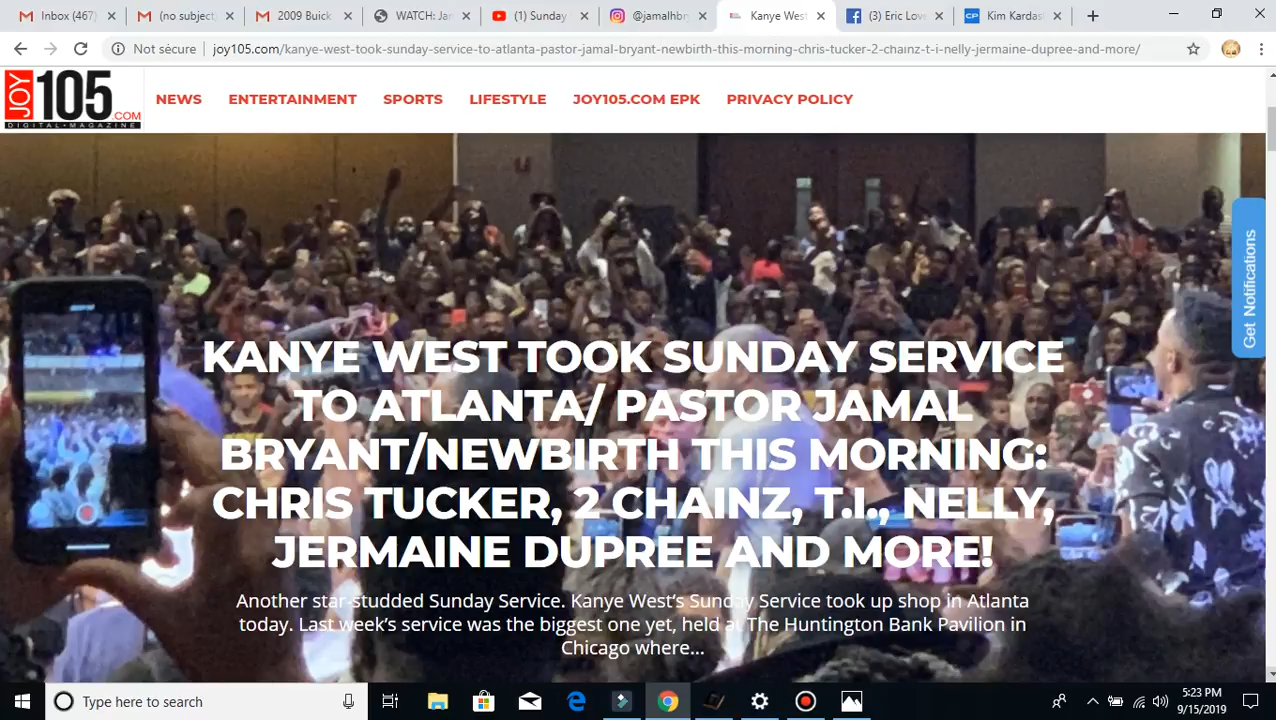 Inbox (467)
(no subject
2009 Buick
WATCH: Jar
(1) Sunday
@jamalhbry
Kanye West
(3) Eric Love
Kim Kardas
Not sécure
joy105.com/kanye-west-took-sunday-service-to-atlanta-pastor-jamal-bryant-newbirth-this-morning-chris-tucker-2-chainz-t-i-nelly-jermaine-dupree-and-more/
JOY 105 .COM
DIGITAL•MAGAZINE
NEWS
ENTERTAINMENT
SPORTS
LIFESTYLE
JOY105.COM EPK
PRIVACY POLICY
Get Notifications
KANYE WEST TOOK SUNDAY SERVICE
TO ATLANTA/ PASTOR JAMAL
BRYANT/NEWBIRTH THIS MORNING:
CHRIS TUCKER, 2 CHAINZ, T.I., NELLY,
JERMAINE DUPREE AND MORE!
Another star-studded Sunday Service. Kanye West's Sunday Service took up shop in Atlanta
today. Last week's service was the biggest one yet, held at The Huntington Bank Pavilion in
Chicago where...
Type here to search
:23 PM
9/15/2019